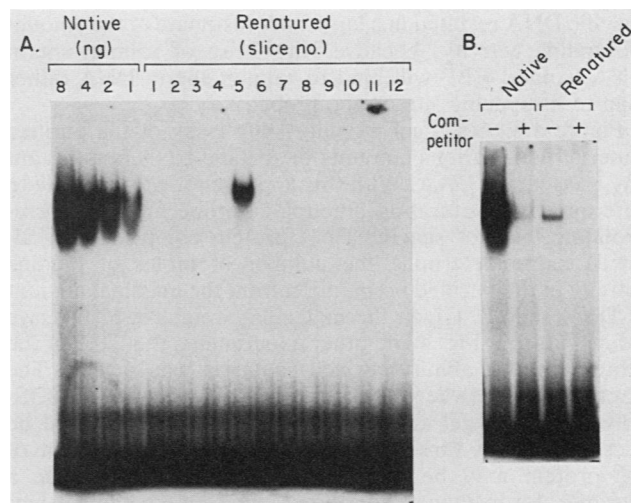 A.
Native
(ng)
Renatured
(slice no.)
8 4 2 1 1 2 3 4 5 6 7 8 9 10 11 12
B.
Native
Renatured
Com-
petitor
− + − +